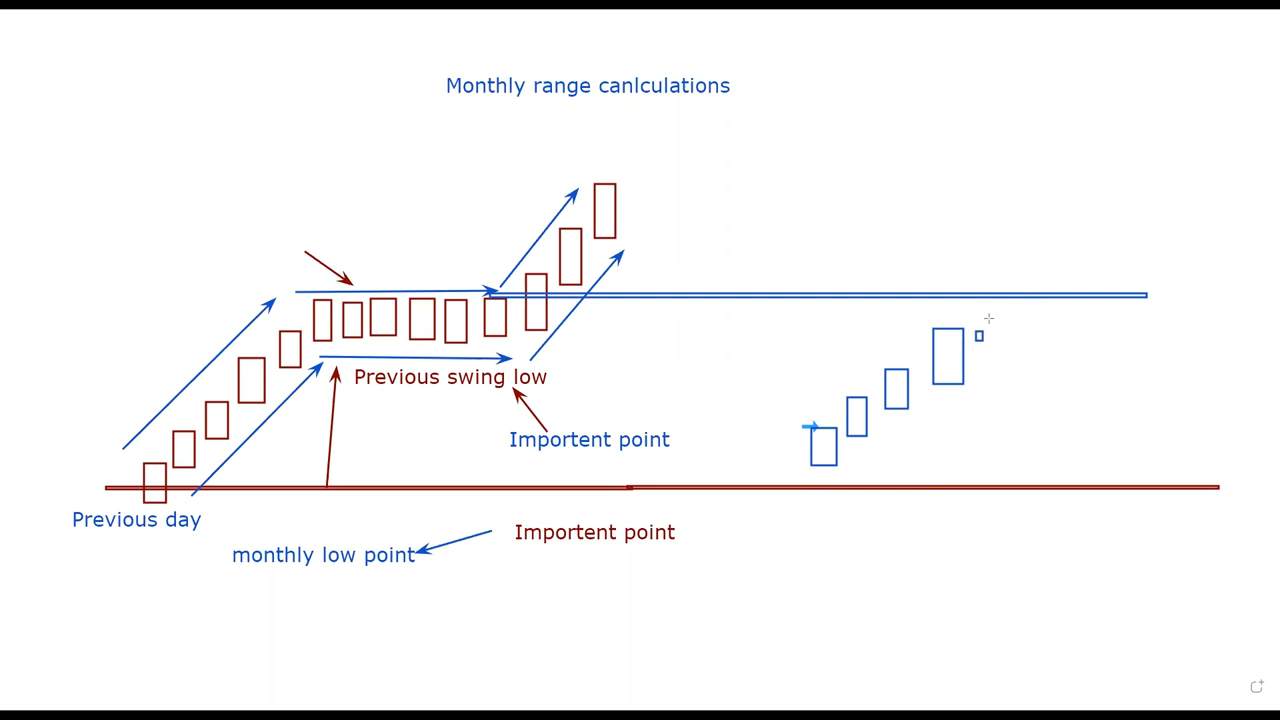 Monthly range canlculations
Previous swing low
Importent point
Previous day
Importent point
monthly low point